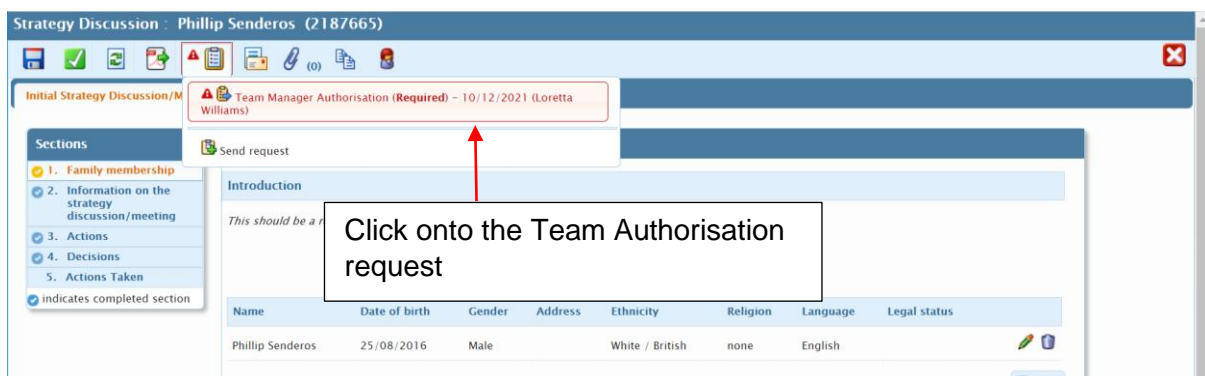 Strategy Discussion : Phillip Senderos (2187665)
(0)
Initial Strategy Discussion/M
Team Manager Authorisation (Required) – 10/12/2021 (Loretta
Williams)
Send request
Sections
1. Family membership
2. Information on the
strategy
discussion/meeting
3. Actions
4. Decisions
5. Actions Taken
indicates completed section
Introduction
This should be a r
Click onto the Team Authorisation
request
Name Date of birth Gender Address Ethnicity Religion Language Legal status
Phillip Senderos 25/08/2016 Male White / British none English